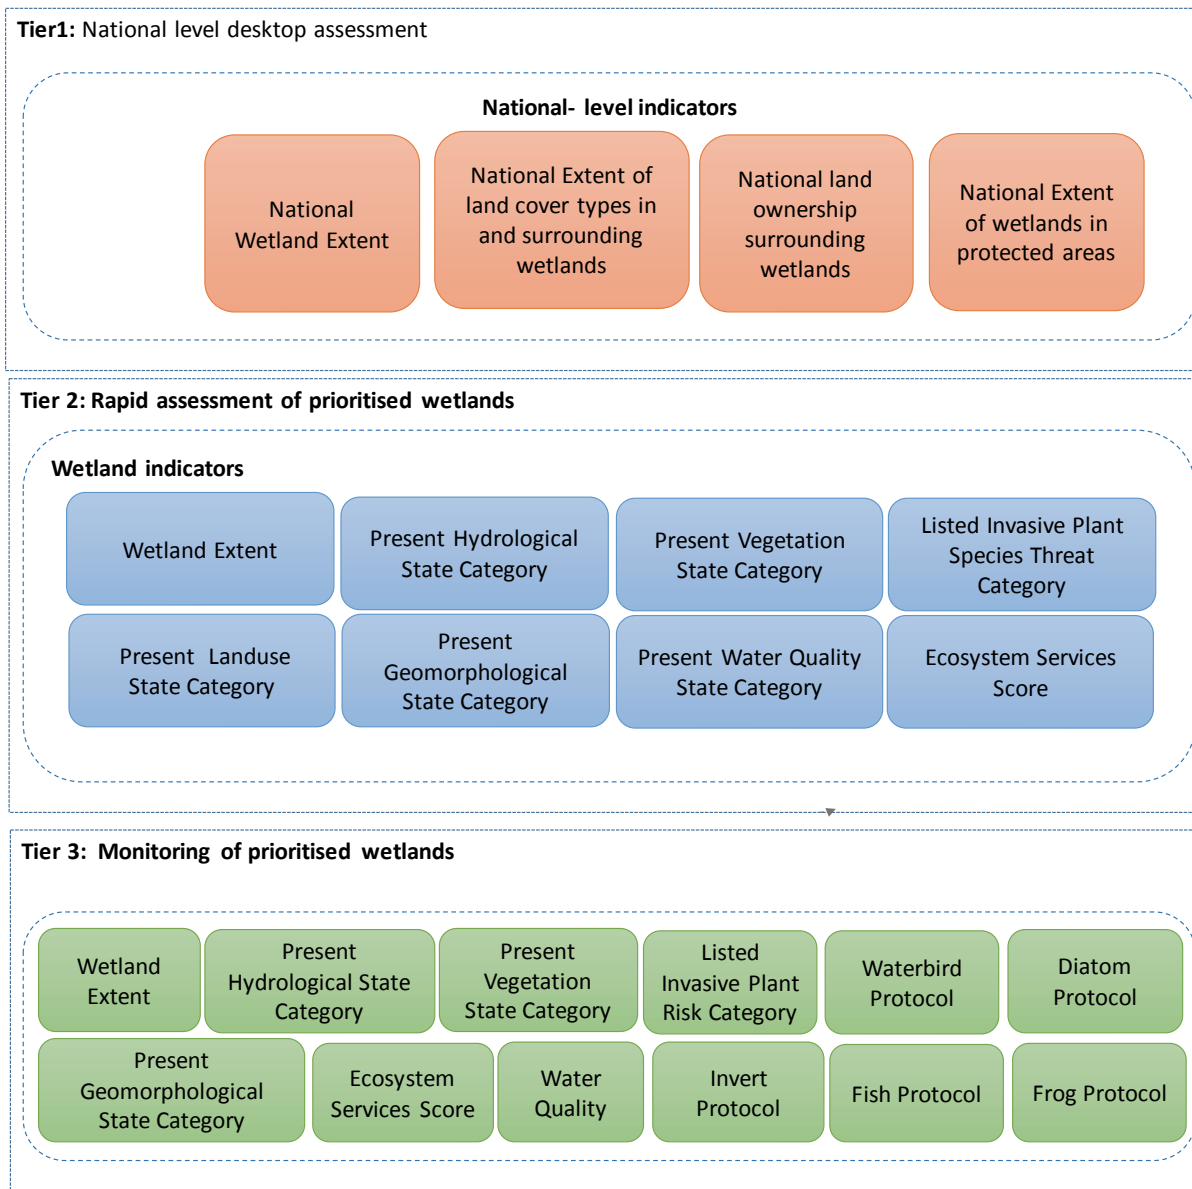 Tier1: National level desktop assessment
National- level indicators
National
Wetland Extent
National Extent of
land cover types in
and surrounding
wetlands
National land
ownership
surrounding
wetlands
National Extent
of wetlands in
protected areas
Tier 2: Rapid assessment of prioritised wetlands
Wetland indicators
Wetland Extent
Present Hydrological
State Category
Present Vegetation
State Category
Listed Invasive Plant
Species Threat
Category
Present Landuse
State Category
Present
Geomorphological
State Category
Present Water Quality
State Category
Ecosystem Services
Score
Tier 3: Monitoring of prioritised wetlands
Wetland
Extent
Present
Hydrological State
Category
Present
Vegetation
State Category
Listed
Invasive Plant
Risk Category
Waterbird
Protocol
Diatom
Protocol
Present
Geomorphological
State Category
Ecosystem
Services Score
Water
Quality
Invert
Protocol
Fish Protocol
Frog Protocol